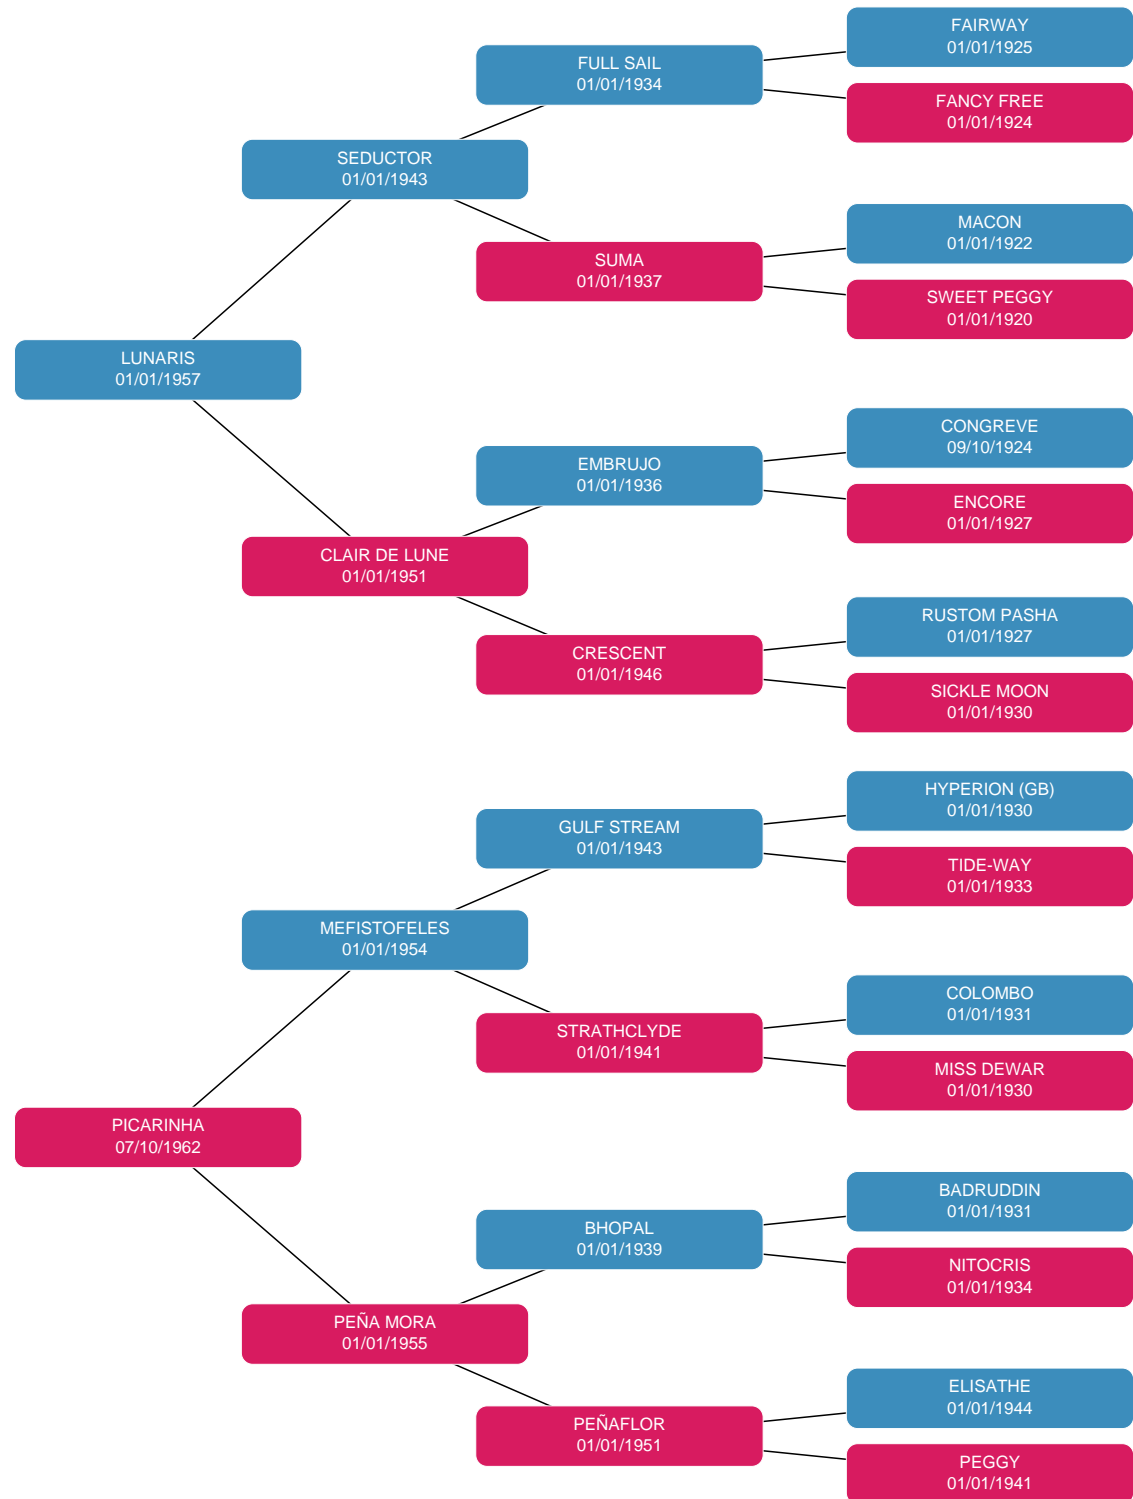 FAIRWAY
01/01/1925
FULL SAIL
01/01/1934
FANCY FREE
01/01/1924
SEDUCTOR
01/01/1943
MACON
01/01/1922
SUMA
01/01/1937
SWEET PEGGY
01/01/1920
LUNARIS
01/01/1957
CONGREVE
09/10/1924
EMBRUJO
01/01/1936
ENCORE
01/01/1927
CLAIR DE LUNE
01/01/1951
RUSTOM PASHA
01/01/1927
CRESCENT
01/01/1946
SICKLE MOON
01/01/1930
HYPERION (GB)
01/01/1930
GULF STREAM
01/01/1943
TIDE-WAY
01/01/1933
MEFISTOFELES
01/01/1954
COLOMBO
01/01/1931
STRATHCLYDE
01/01/1941
MISS DEWAR
01/01/1930
PICARINHA
07/10/1962
BADRUDDIN
01/01/1931
BHOPAL
01/01/1939
NITOCRIS
01/01/1934
PEÑA MORA
01/01/1955
ELISATHE
01/01/1944
PEÑAFLOR
01/01/1951
PEGGY
01/01/1941